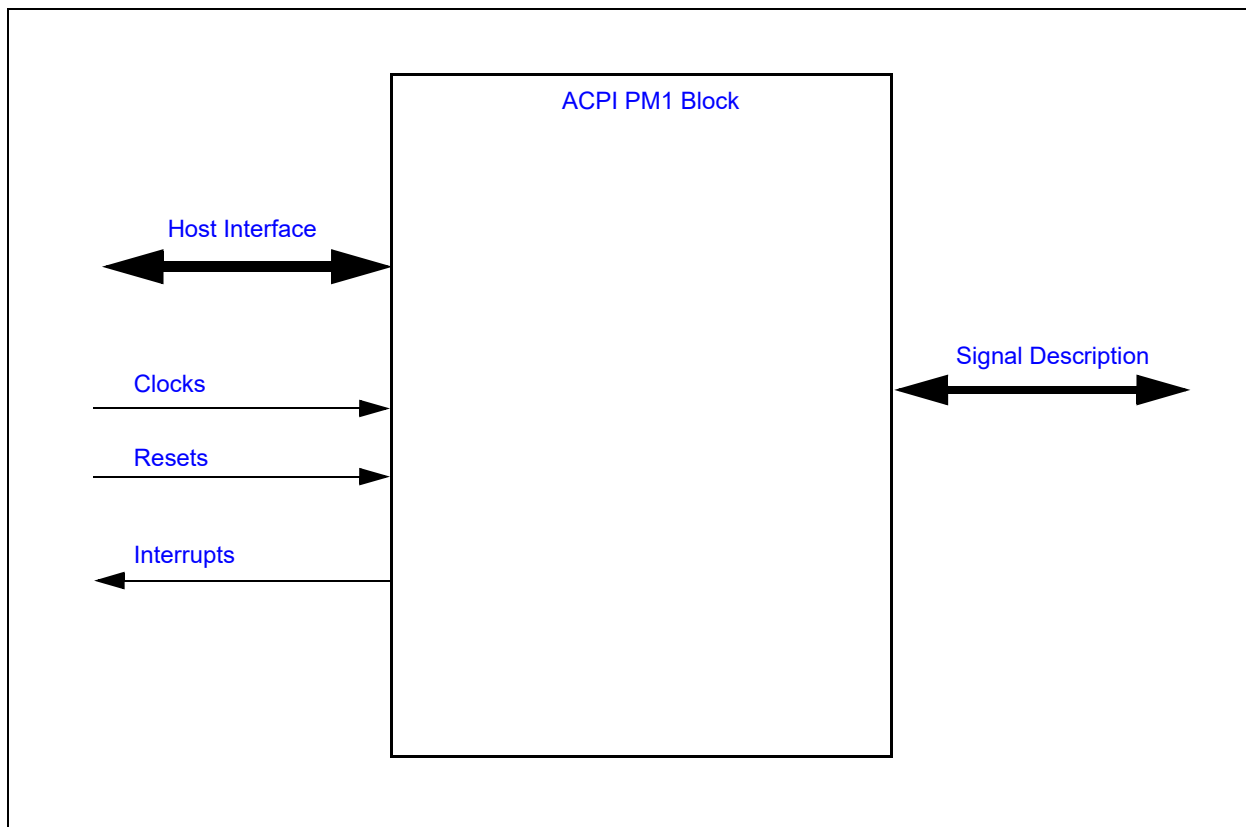 ACPI PM1 Block
Host Interface
Signal Description
Clocks
Resets
Interrupts